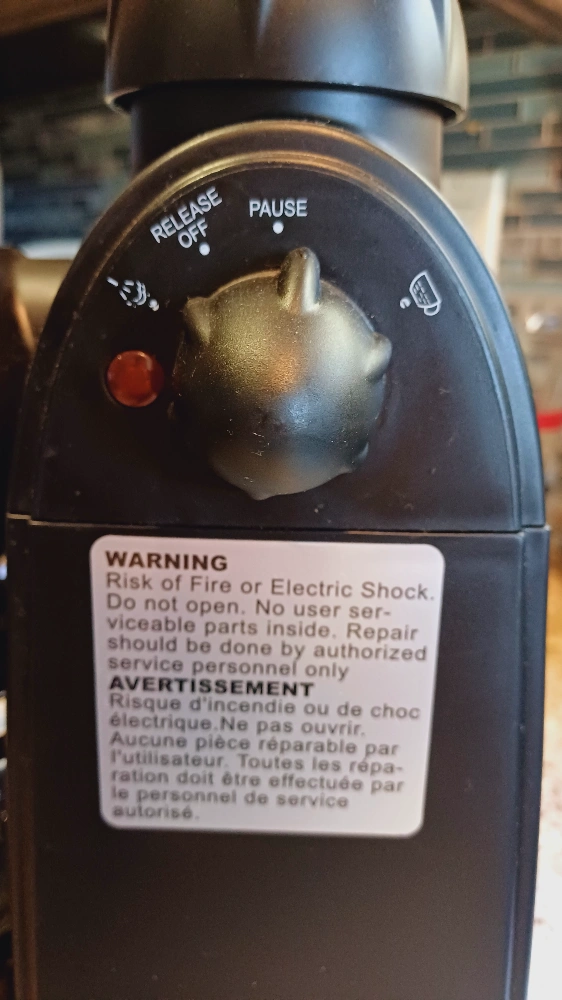 RELEASE
OFF
PAUSE
WARNING
Risk of Fire or Electric Shock.
Do not open. No user ser-
viceable parts inside. Repair
should be done by authorized
service personnel only
AVERTISSEMENT
Risque d'incendie ou de choc
électrique.Ne pas ouvrir.
Aucune pièce réparable par
l'utilisateur. Toutes les répa-
ration doit être effectuée par
le personnel de service
autorisé.